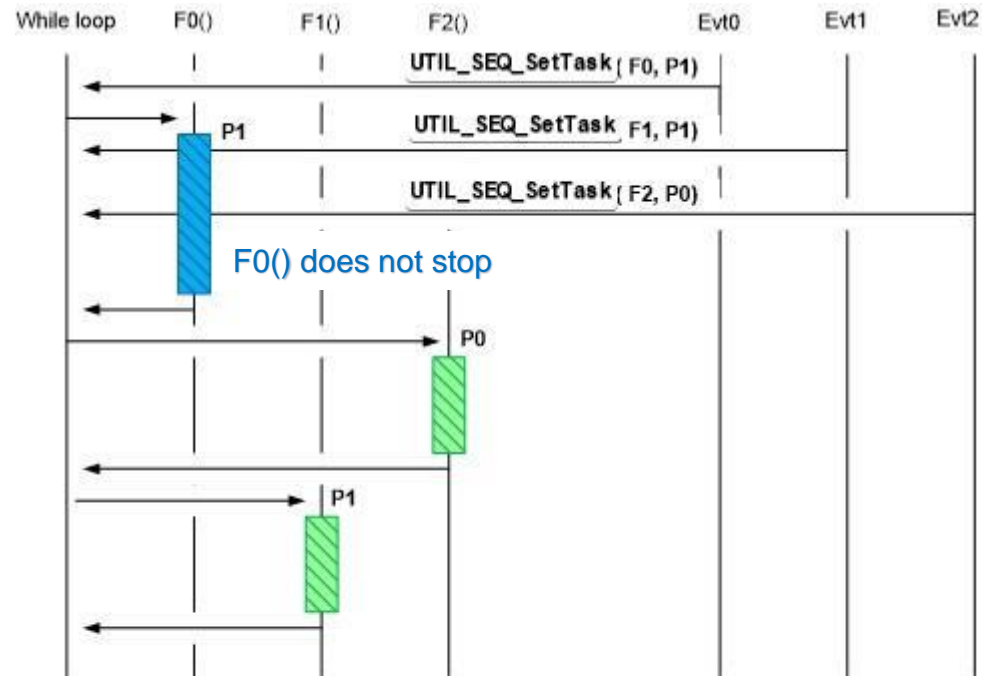 While loop F0() F1() F2() Evt0 Evt1 Evt2
UTIL_SEQ_SetTask( F0, P1)
P1 UTIL_SEQ_SetTask F1, P1)
UTIL_SEQ_SetTask( F2, P0)
F0() does not stop
P0
P1